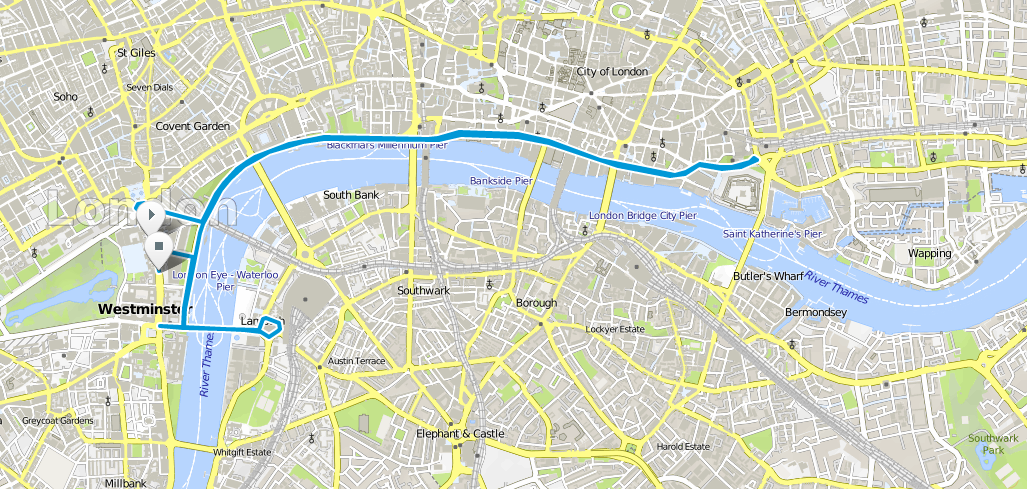 St Giles
City of London
Seven Dials
Soho
Covent Garden
Blackfriars Millennium Pier
Bankside Pier
South Bank
London
London Bridge City Pier
Saint Katherine's Pier
Wapping
London Eye - Waterloo
Pier
Butler's Wharf
River Thames
Southwark
Borough
Westminster
Bermondsey
Lockyer Estate
River Thames
Austin Terrace
Greycoat Gardens
Elephant & Castle
Southwark
Park
Harold Estate
Whitgift Estate
Millbank